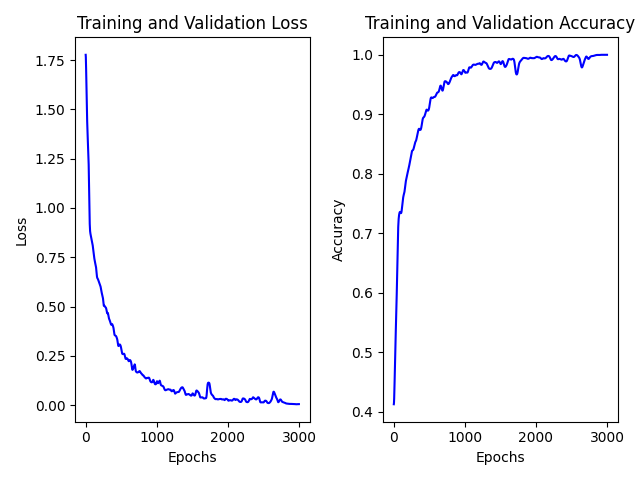 Training and Validation Loss
1.75
1.50
1.25
1.00
0.75
0.50
0.25
0.00
Loss
0 1000 2000 3000
Epochs
Training and Validation Accuracy
1.0
0.9
0.8
0.7
0.6
0.5
0.4
Accuracy
0 1000 2000 3000
Epochs